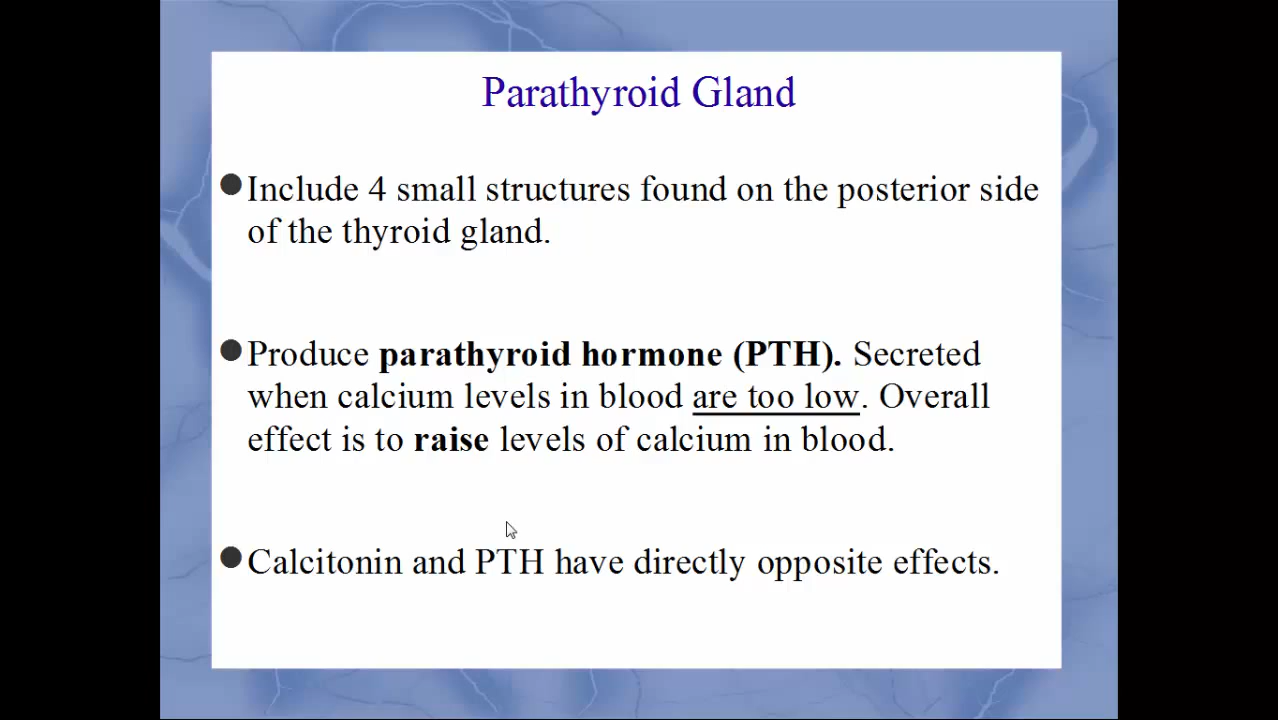 Parathyroid Gland
Include 4 small structures found on the posterior side
of the thyroid gland.
Produce parathyroid hormone (PTH). Secreted
when calcium levels in blood are too low. Overall
effect is to raise levels of calcium in blood.
Calcitonin and PTH have directly opposite effects.